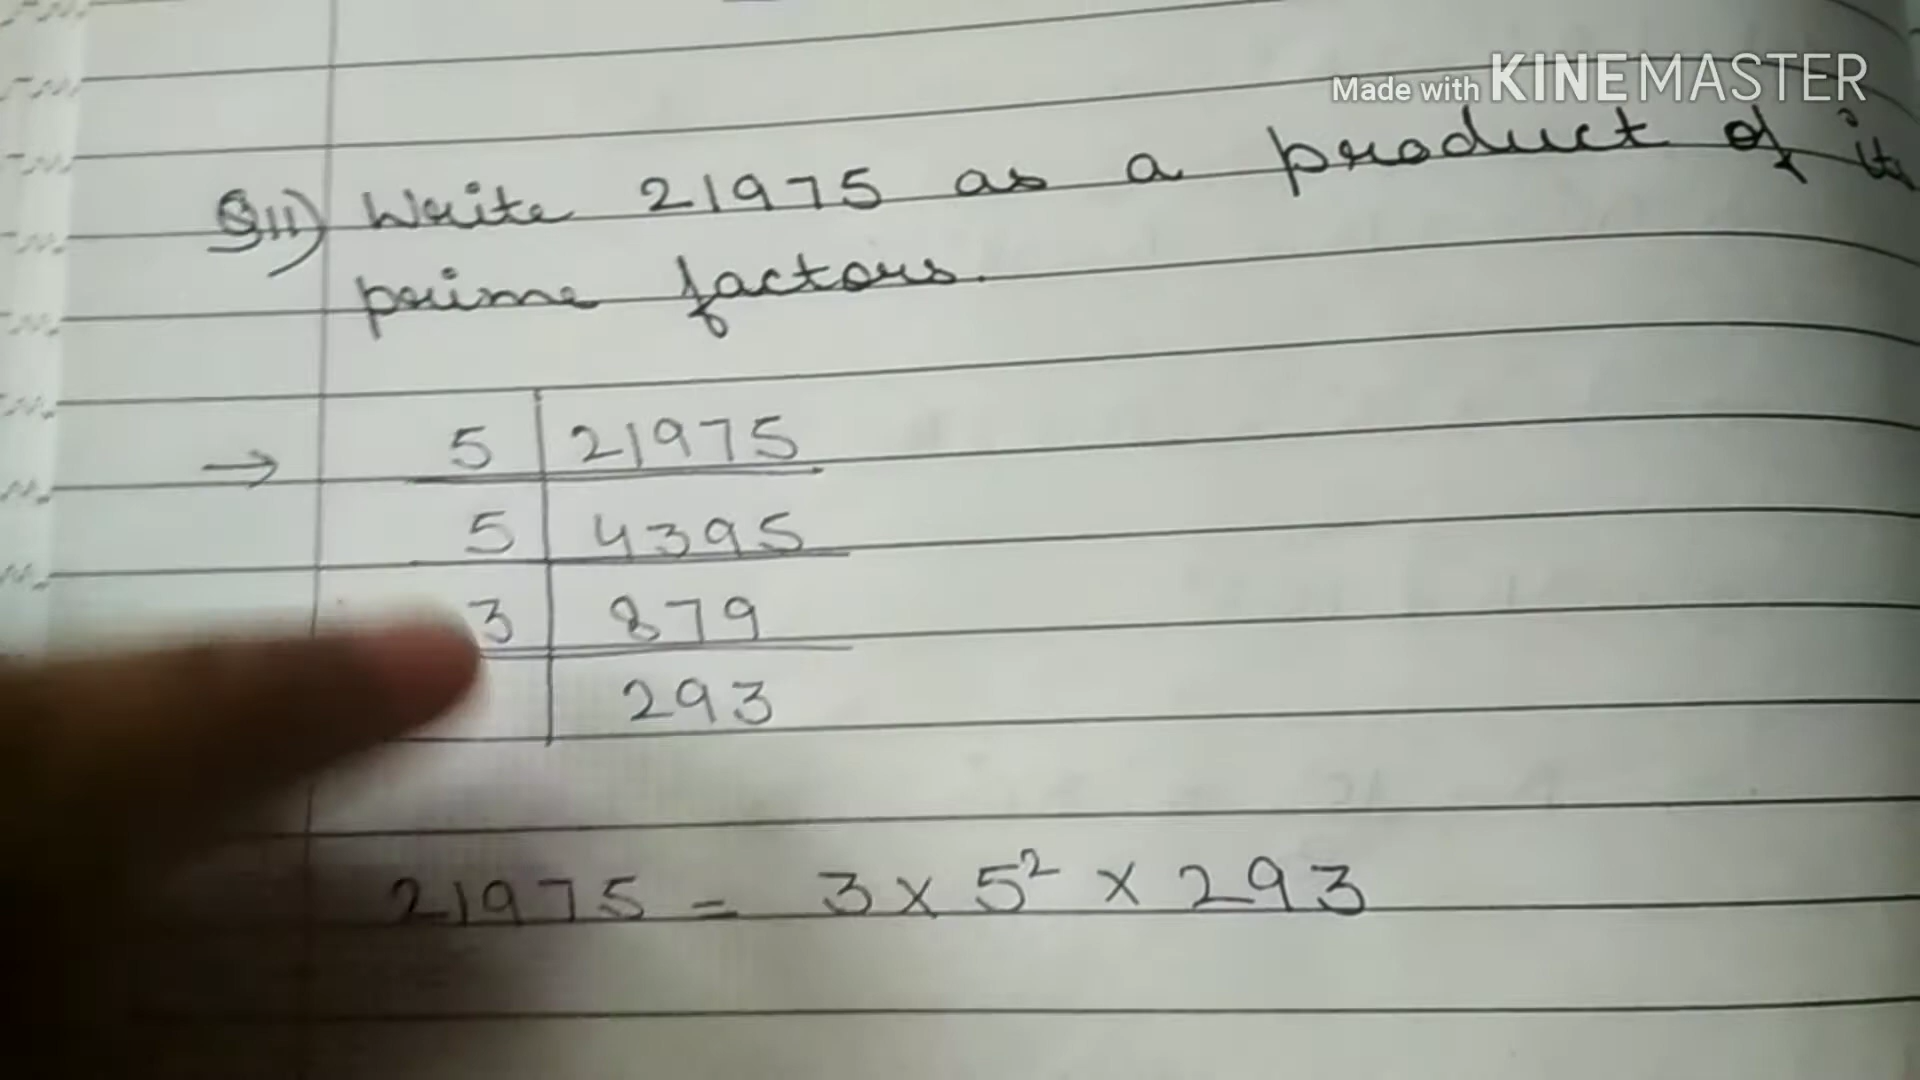 Made with KINEMASTER
Q11) Write 21975 as a product of its
prime factors.
→ 5 | 21975
5 | 4395
3 | 879
293
21975 = 3 × 5² × 293